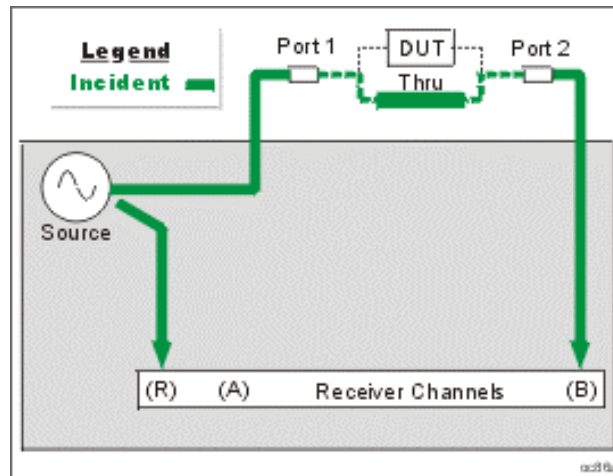 Legend
Incident
Port 1
DUT
Port 2
Thru
Source
(R) (A) Receiver Channels (B)